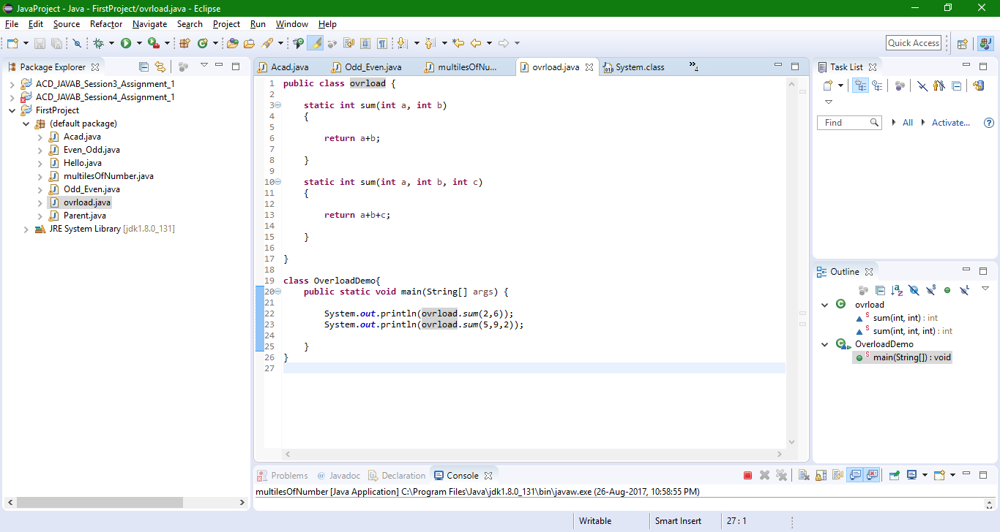 JavaProject - Java - FirstProject/ovrload.java - Eclipse
File Edit Source Refactor Navigate Search Project Run Window Help
Quick Access
Package Explorer
ACD_JAVAB_Session3_Assignment_1
ACD_JAVAB_Session4_Assignment_1
FirstProject
(default package)
Acad.java
Even_Odd.java
Hello.java
multilesOfNumber.java
Odd_Even.java
ovrload.java
Parent.java
JRE System Library [jdk1.8.0_131]
Acad.java Odd_Even.java multilesOfNu... ovrload.java System.class »4
1 public class ovrload {
2
3 static int sum(int a, int b)
4 {
5
6 return a+b;
7
8 }
9
10 static int sum(int a, int b, int c)
11 {
12
13 return a+b+c;
14
15 }
16
17 }
18
19 class OverloadDemo{
20 public static void main(String[] args) {
21
22 System.out.println(ovrload.sum(2,6));
23 System.out.println(ovrload.sum(5,9,2));
24
25 }
26 }
27
Task List
Find All Activate...
Outline
ovrload
sum(int, int) : int
sum(int, int, int) : int
OverloadDemo
main(String[]) : void
Problems @ Javadoc Declaration Console
multilesOfNumber [Java Application] C:\Program Files\Java\jdk1.8.0_131\bin\javaw.exe (26-Aug-2017, 10:58:55 PM)
Writable Smart Insert 27 : 1